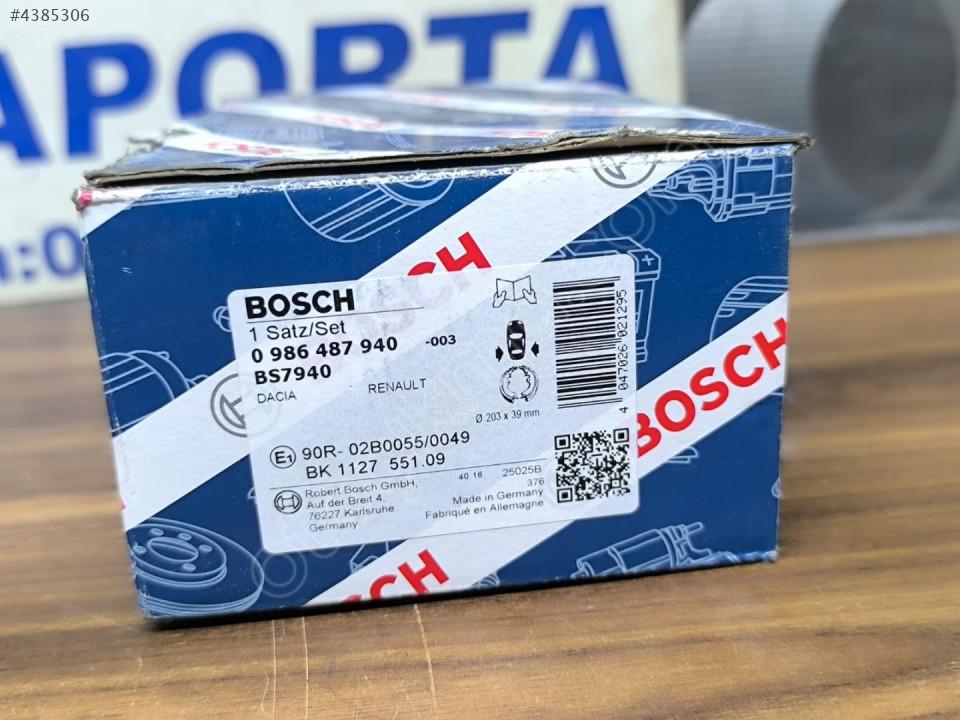 #4385306
APORTA
a:0
BOSCH
BOSCH
1 Satz/Set
0 986 487 940 -003
BS7940
DACIA RENAULT
Ø 203 x 39 mm
4 047026 021295
E1 90R- 02B0055/0049
BK 1127 551.09
Robert Bosch GmbH,
Auf der Breit 4,
76227 Karlsruhe
Germany
40 16 25025B
376
Made in Germany
Fabriqué en Allemagne
BOSCH
BOSCH